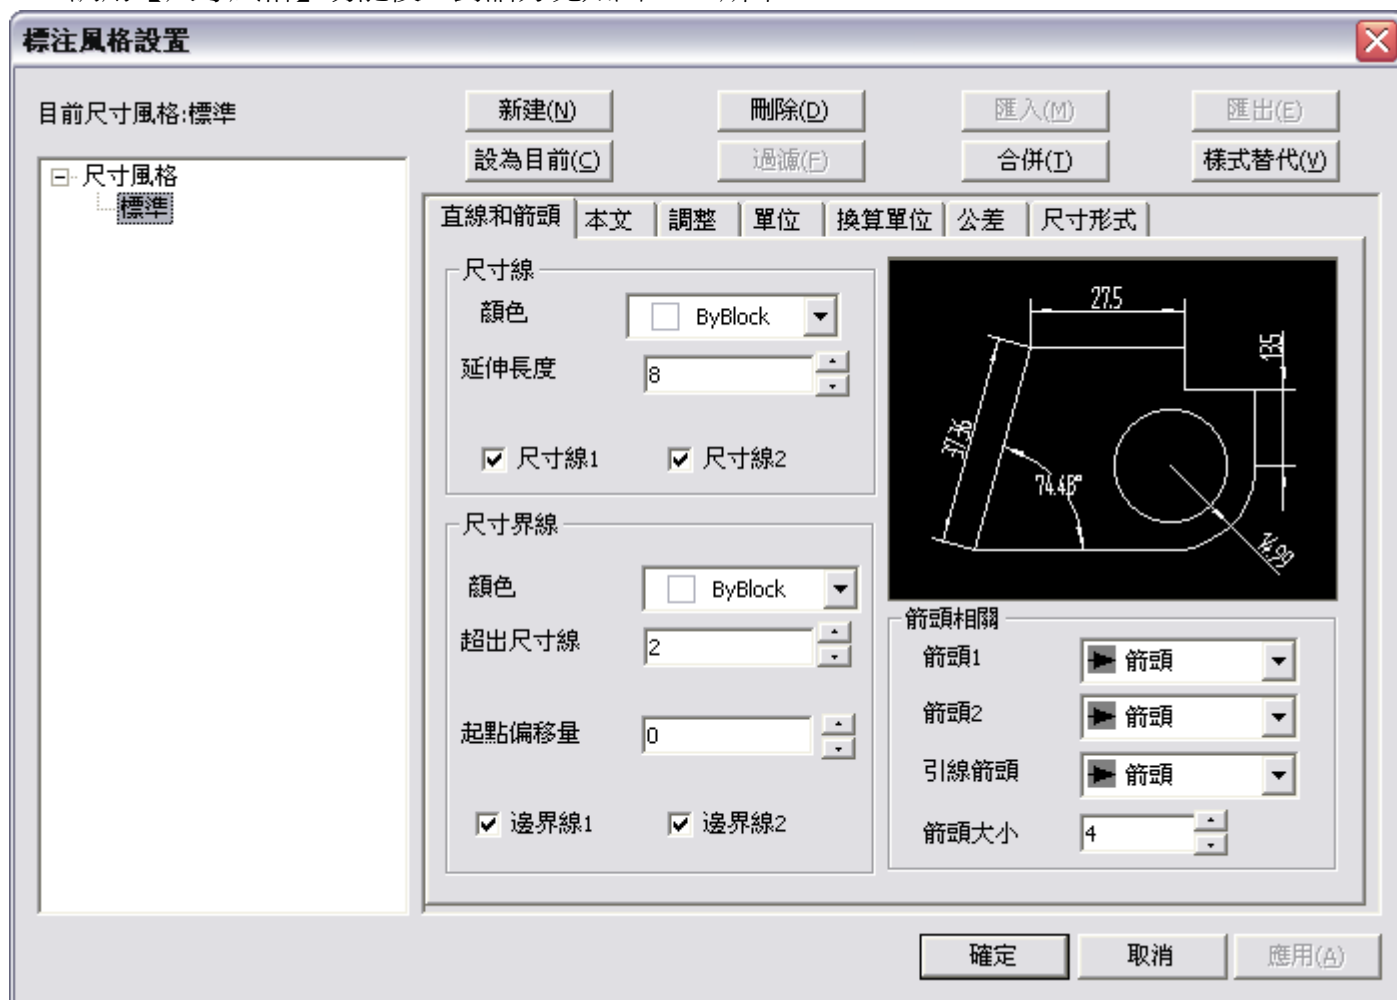 標注風格設置
目前尺寸風格:標準
新建(N)
刪除(D)
匯入(M)
匯出(E)
設為目前(C)
過濾(F)
合併(T)
樣式替代(V)
尺寸風格
標準
直線和箭頭
本文
調整
單位
換算單位
公差
尺寸形式
尺寸線
顏色
ByBlock
延伸長度
8
尺寸線1
尺寸線2
尺寸界線
顏色
ByBlock
超出尺寸線
2
起點偏移量
0
邊界線1
邊界線2
27.5
13.5
37.36
74.48°
14.99
箭頭相關
箭頭1
箭頭
箭頭2
箭頭
引線箭頭
箭頭
箭頭大小
4
確定
取消
應用(A)